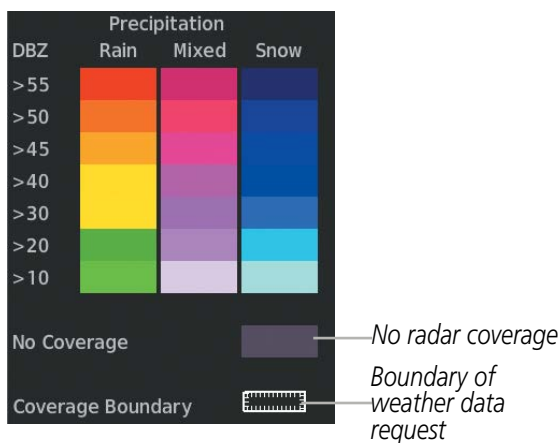 Precipitation
DBZ Rain Mixed Snow
>55
>50
>45
>40
>30
>20
>10
No Coverage
No radar coverage
Coverage Boundary
Boundary of
weather data
request